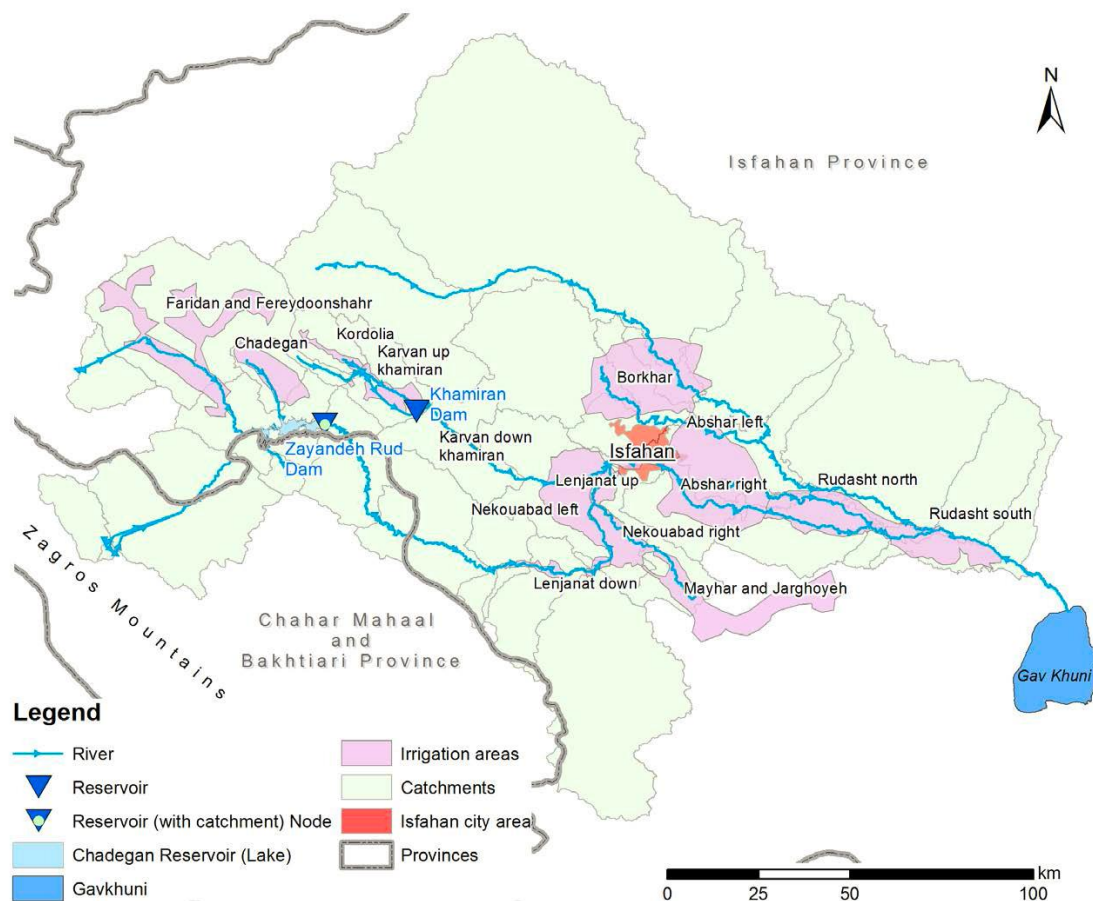 N
Isfahan Province
Faridan and Fereydoonshahr
Chadegan
Kordolia
Karvan up
khamiran
Khamiran
Dam
Borkhar
Abshar left
Zayandeh Rud
Dam
Karvan down
khamiran
Isfahan
Lenjanat up
Abshar right
Rudasht north
Nekouabad left
Rudasht south
Nekouabad right
Lenjanat down
Mayhar and Jarghoyeh
Zagros Mountains
Chahar Mahaal
and
Bakhtiari Province
Gav Khuni
Legend
River
Reservoir
Reservoir (with catchment) Node
Chadegan Reservoir (Lake)
Gavkhuni
Irrigation areas
Catchments
Isfahan city area
Provinces
km
0 25 50 100